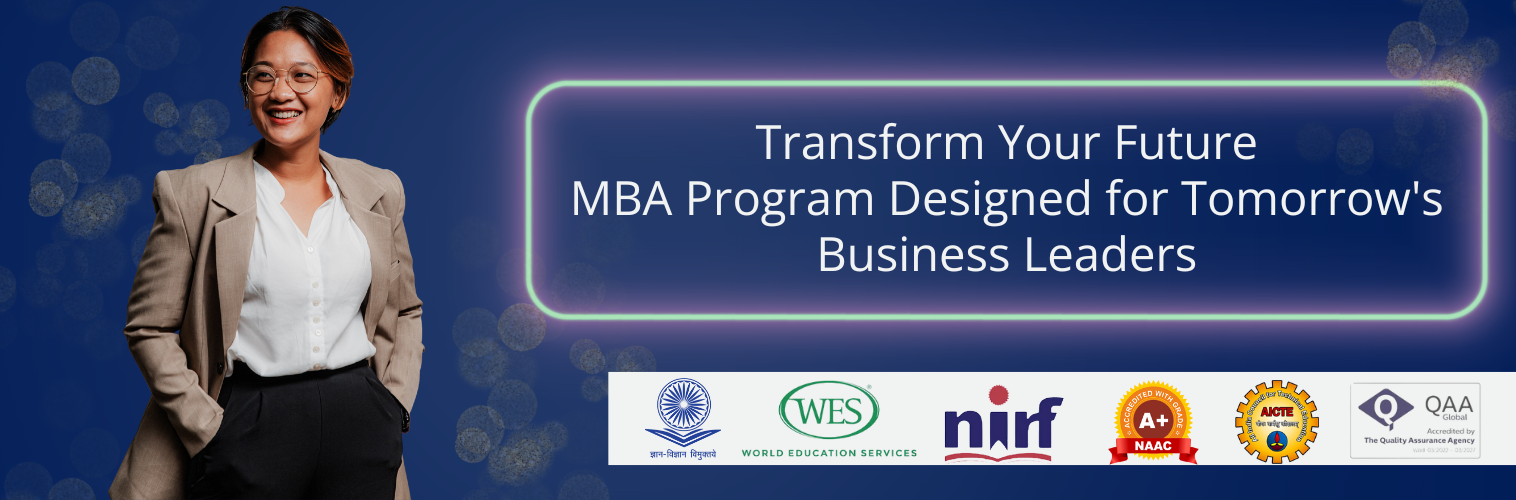 Transform Your Future
MBA Program Designed for Tomorrow's
Business Leaders
ज्ञान-विज्ञान विमुक्तये
WES
®
WORLD EDUCATION SERVICES
nirf
ACCREDITED WITH GRADE
A+
NAAC
AICTE
QAA
Global
Accredited by
The Quality Assurance Agency